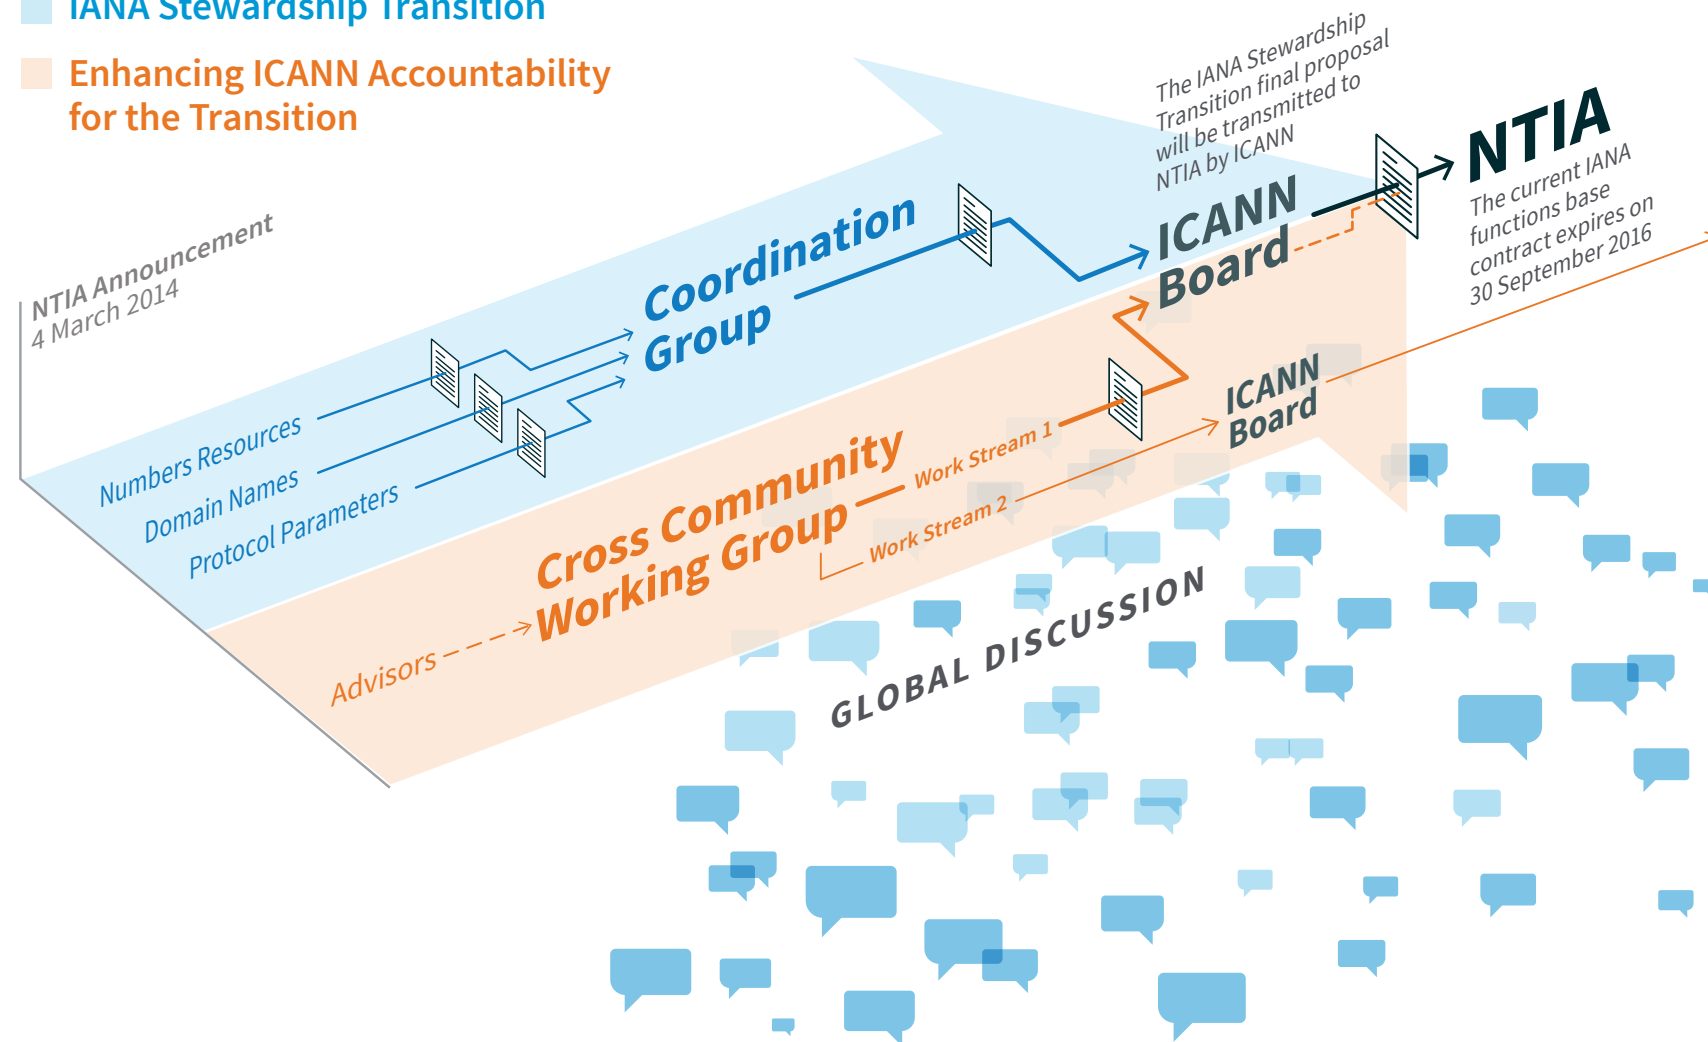 IANA Stewardship Transition
Enhancing ICANN Accountability
for the Transition
NTIA Announcement
4 March 2014
Numbers Resources
Domain Names
Protocol Parameters
Coordination
Group
The IANA Stewardship
Transition final proposal
will be transmitted to
NTIA by ICANN
ICANN
Board
NTIA
The current IANA
functions base
contract expires on
30 September 2016
Advisors
Cross Community
Working Group
Work Stream 1
Work Stream 2
ICANN
Board
GLOBAL DISCUSSION